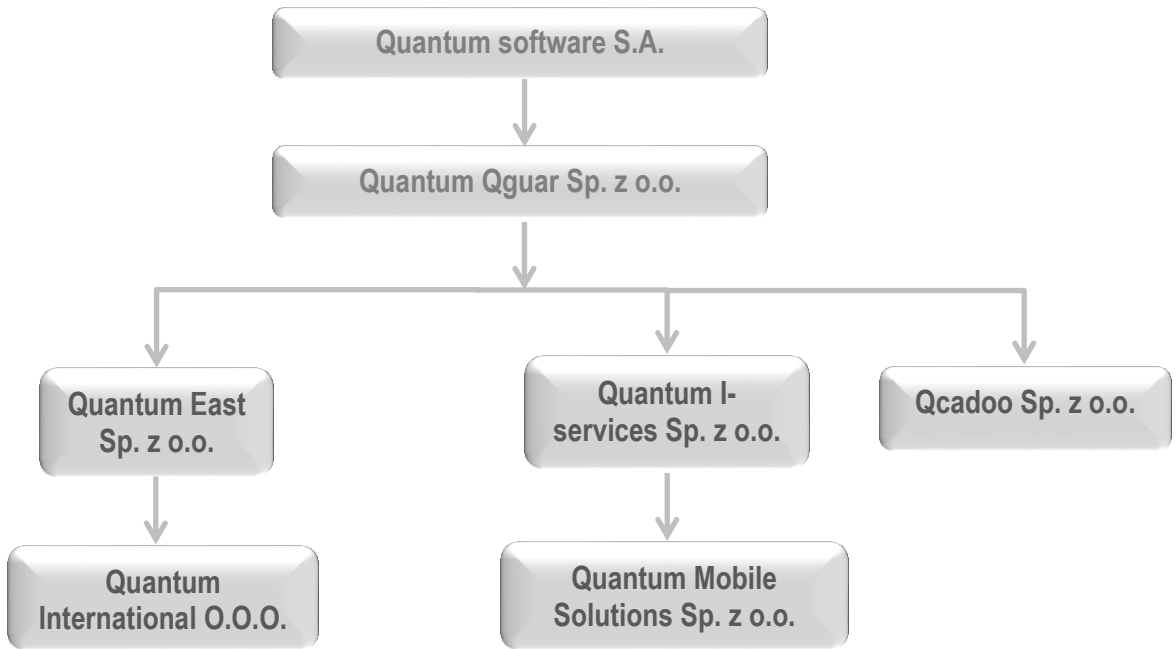 Quantum software S.A.
Quantum Qguar Sp. z o.o.
Quantum East
Sp. z o.o.
Quantum I-
services Sp. z o.o.
Qcadoo Sp. z o.o.
Quantum
International O.O.O.
Quantum Mobile
Solutions Sp. z o.o.